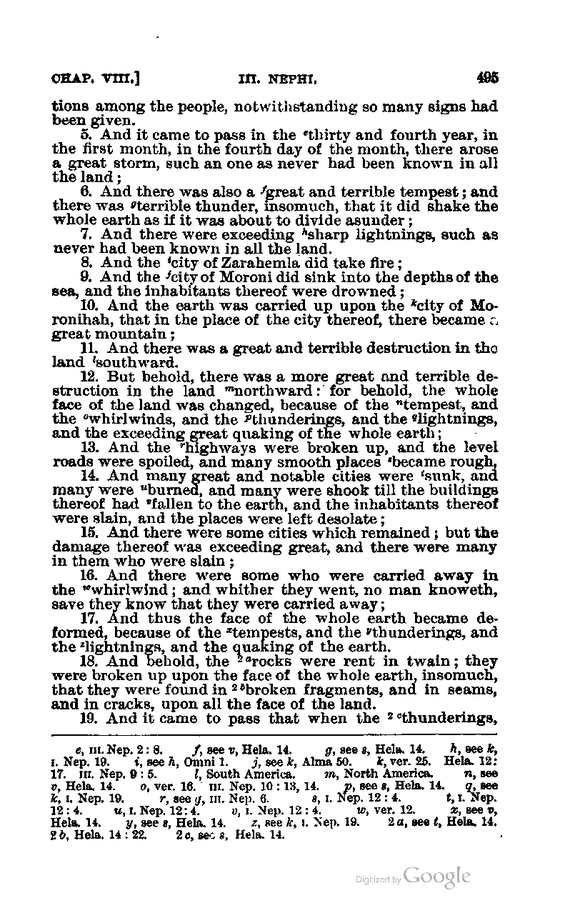 CHAP. VIII.] III. NEPHI. 495
tions among the people, notwithstanding so many signs had
been given.
5. And it came to pass in the ᵉthirty and fourth year, in
the first month, in the fourth day of the month, there arose
a great storm, such an one as never had been known in all
the land;
6. And there was also a ᶠgreat and terrible tempest; and
there was ᵍterrible thunder, insomuch, that it did shake the
whole earth as if it was about to divide asunder;
7. And there were exceeding ʰsharp lightnings, such as
never had been known in all the land.
8. And the ⁱcity of Zarahemla did take fire;
9. And the ʲcity of Moroni did sink into the depths of the
sea, and the inhabitants thereof were drowned;
10. And the earth was carried up upon the ᵏcity of Mo-
ronihah, that in the place of the city thereof, there became a
great mountain;
11. And there was a great and terrible destruction in the
land ˡsouthward.
12. But behold, there was a more great and terrible de-
struction in the land ᵐnorthward: for behold, the whole
face of the land was changed, because of the ⁿtempest, and
the ᵒwhirlwinds, and the ᵖthunderings, and the qlightnings,
and the exceeding great quaking of the whole earth;
13. And the ʳhighways were broken up, and the level
roads were spoiled, and many smooth places ˢbecame rough,
14. And many great and notable cities were ᵗsunk, and
many were ᵘburned, and many were shook till the buildings
thereof had ᵛfallen to the earth, and the inhabitants thereof
were slain, and the places were left desolate;
15. And there were some cities which remained; but the
damage thereof was exceeding great, and there were many
in them who were slain;
16. And there were some who were carried away in
the ʷwhirlwind; and whither they went, no man knoweth,
save they know that they were carried away;
17. And thus the face of the whole earth became de-
formed, because of the ˣtempests, and the ʸthunderings, and
the ᶻlightnings, and the quaking of the earth.
18. And behold, the ²ᵃrocks were rent in twain; they
were broken up upon the face of the whole earth, insomuch,
that they were found in ²ᵇbroken fragments, and in seams,
and in cracks, upon all the face of the land.
19. And it came to pass that when the ²ᶜthunderings,
e, III. Nep. 2:8. f, see v, Hela. 14. g, see s, Hela. 14. h, see k,
I. Nep. 19. i, see h, Omni 1. j, see k, Alma 50. k, ver. 25. Hela. 12:
17. III. Nep. 9:5. l, South America. m, North America. n, see
v, Hela. 14. o, ver. 16. III. Nep. 10:13, 14. p, see s, Hela. 14. q, see
k, I. Nep. 19. r, see y, III. Nep. 6. s, I. Nep. 12:4. t, I. Nep.
12:4. u, I. Nep. 12:4. v, I. Nep. 12:4. w, ver. 12. x, see v,
Hela. 14. y, see s, Hela. 14. z, see k, I. Nep. 19. 2 a, see t, Hela. 14.
2 b, Hela. 14:22. 2 c, see s, Hela. 14.
Digitized by Google